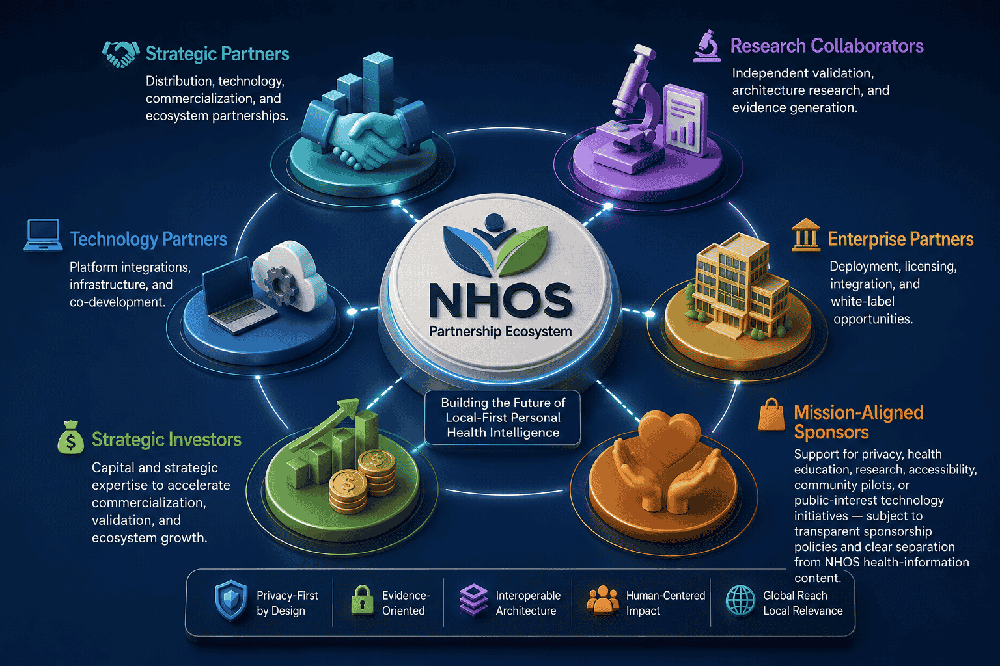 Strategic Partners
Distribution, technology,
commercialization, and
ecosystem partnerships.
Research Collaborators
Independent validation,
architecture research, and
evidence generation.
Technology Partners
Platform integrations,
infrastructure, and
co-development.
NHOS
Partnership Ecosystem
Building the Future of
Local-First Personal
Health Intelligence
Enterprise Partners
Deployment, licensing,
integration, and
white-label
opportunities.
$
Strategic Investors
Capital and strategic
expertise to accelerate
commercialization,
validation, and
ecosystem growth.
$
$
Mission-Aligned
Sponsors
Support for privacy, health
education, research, accessibility,
community pilots, or
public-interest technology
initiatives — subject to
transparent sponsorship
policies and clear separation
from NHOS health-information
content.
Privacy-First
by Design
Evidence-
Oriented
Interoperable
Architecture
Human-Centered
Impact
Global Reach
Local Relevance